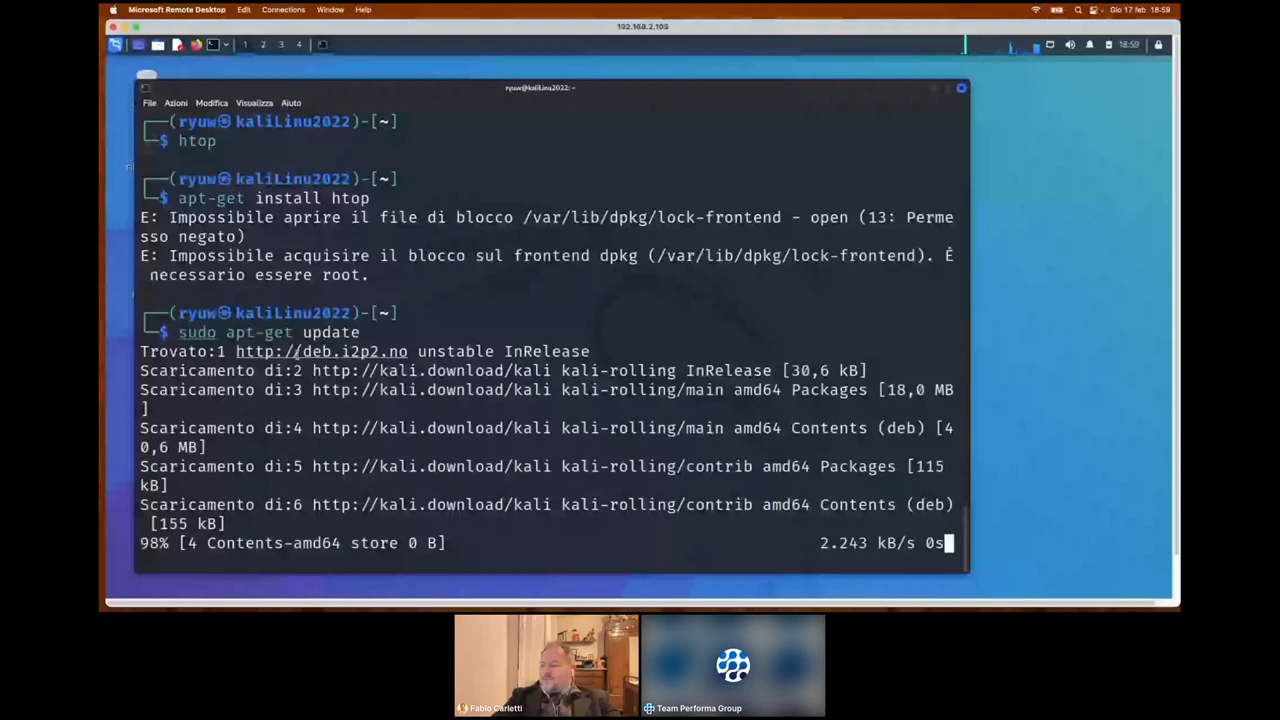 Microsoft Remote Desktop Edit Connections Window Help Gio 17 feb 18:59
192.168.2.105
1 2 3 4 18:59
ryuw@kaliLinu2022: ~
File Azioni Modifica Visualizza Aiuto
┌──(ryuw㉿kaliLinu2022)-[~]
└─$ htop
┌──(ryuw㉿kaliLinu2022)-[~]
└─$ apt-get install htop
E: Impossibile aprire il file di blocco /var/lib/dpkg/lock-frontend - open (13: Perme
sso negato)
E: Impossibile acquisire il blocco sul frontend dpkg (/var/lib/dpkg/lock-frontend). È
necessario essere root.
┌──(ryuw㉿kaliLinu2022)-[~]
└─$ sudo apt-get update
Trovato:1 http://deb.i2p2.no unstable InRelease
Scaricamento di:2 http://kali.download/kali kali-rolling InRelease [30,6 kB]
Scaricamento di:3 http://kali.download/kali kali-rolling/main amd64 Packages [18,0 MB
]
Scaricamento di:4 http://kali.download/kali kali-rolling/main amd64 Contents (deb) [4
0,6 MB]
Scaricamento di:5 http://kali.download/kali kali-rolling/contrib amd64 Packages [115
kB]
Scaricamento di:6 http://kali.download/kali kali-rolling/contrib amd64 Contents (deb)
[155 kB]
98% [4 Contents-amd64 store 0 B] 2.243 kB/s 0s
Fabio Carletti
Team Performa Group